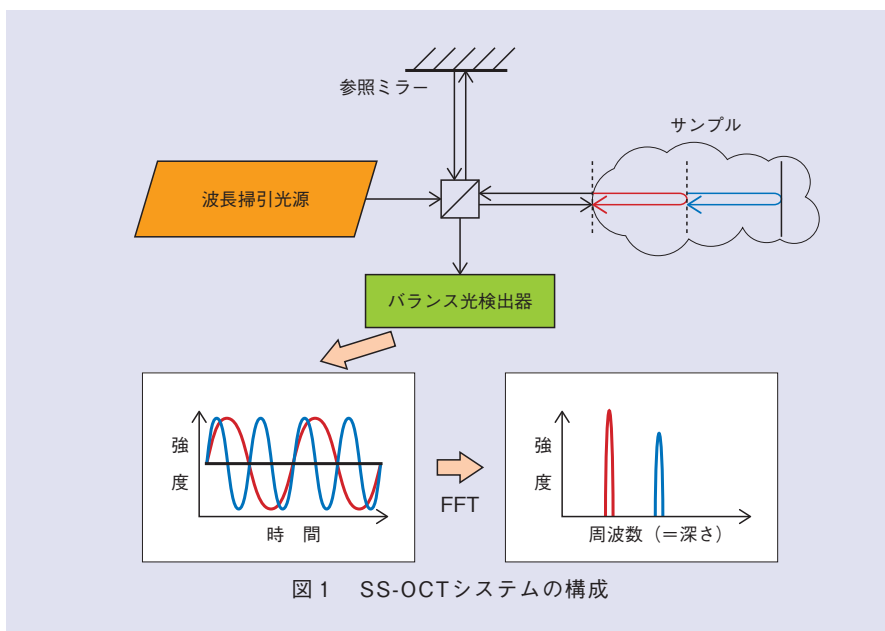 参照ミラー
サンプル
波長掃引光源
バランス光検出器
強度
時 間
FFT
強度
周波数（＝深さ）
図1 SS-OCTシステムの構成